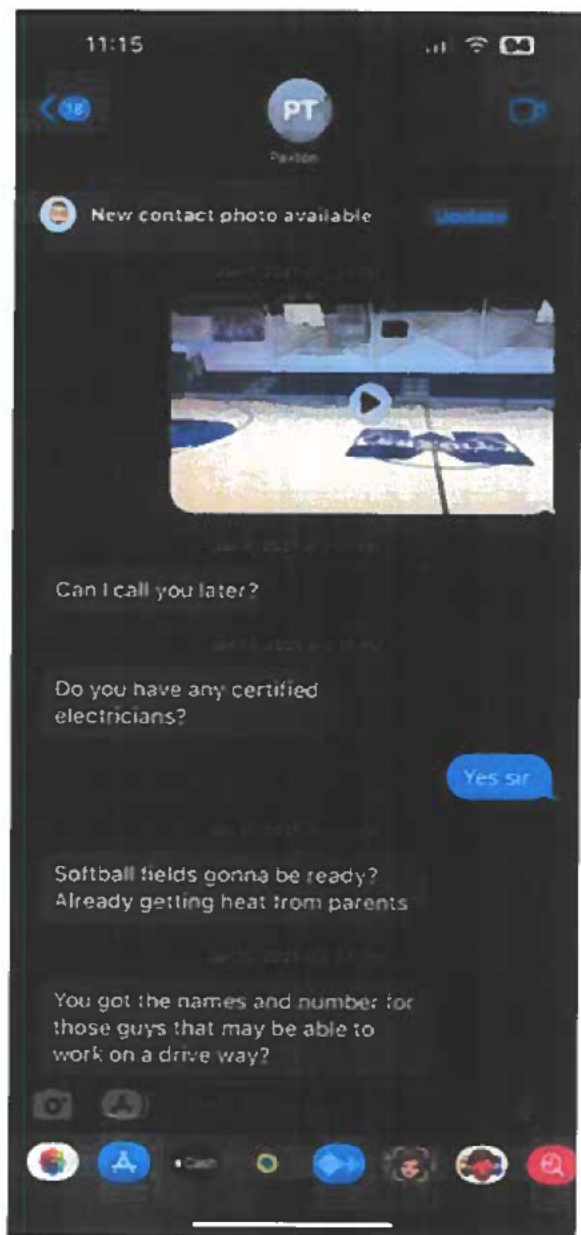 11:15
18
PT
Paxton
New contact photo available
Update
Can I call you later?
Do you have any certified
electricians?
Yes sir
Softball fields gonna be ready?
Already getting heat from parents
You got the names and number for
those guys that may be able to
work on a drive way?
Cash